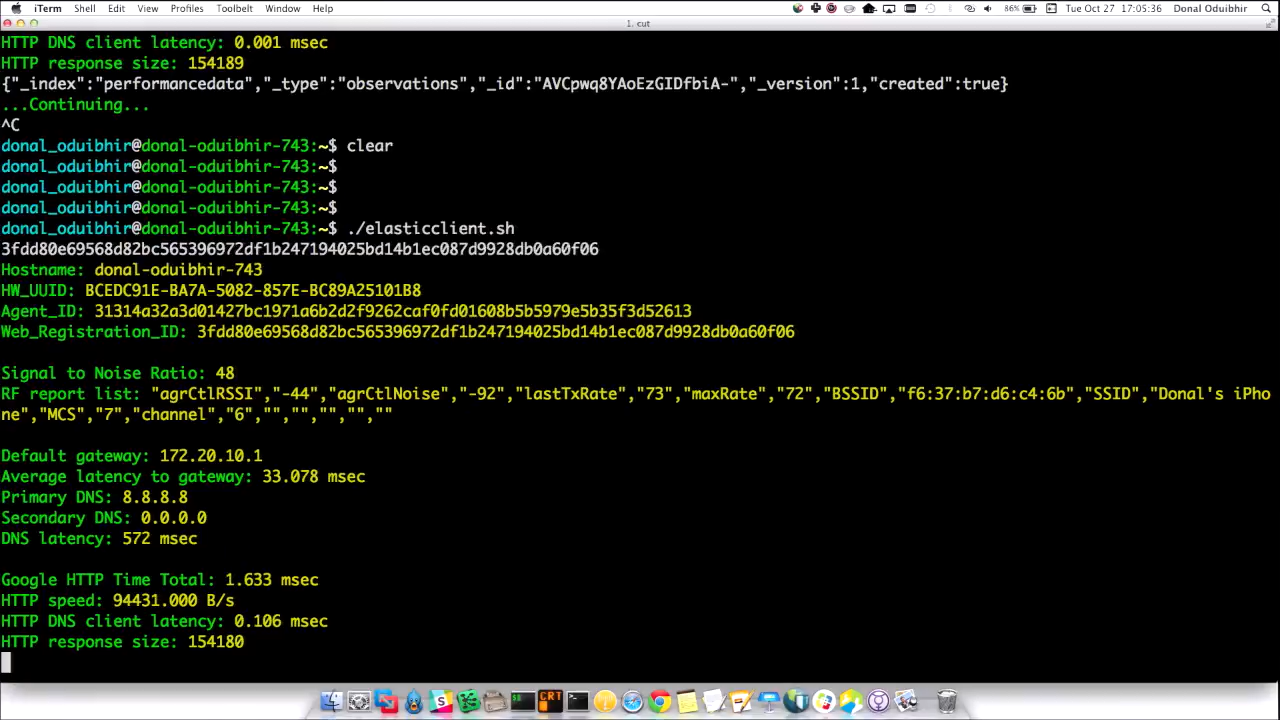 iTerm Shell Edit View Profiles Toolbelt Window Help 86% Tue Oct 27 17:05:36 Donal Oduibhir
1. cut
HTTP DNS client latency: 0.001 msec
HTTP response size: 154189
{"_index":"performancedata","_type":"observations","_id":"AVCpwq8YAoEzGIDfbiA-","_version":1,"created":true}
...Continuing...
^C
donal_oduibhir@donal-oduibhir-743:~$ clear
donal_oduibhir@donal-oduibhir-743:~$
donal_oduibhir@donal-oduibhir-743:~$
donal_oduibhir@donal-oduibhir-743:~$
donal_oduibhir@donal-oduibhir-743:~$ ./elasticclient.sh
3fdd80e69568d82bc565396972df1b247194025bd14b1ec087d9928db0a60f06
Hostname: donal-oduibhir-743
HW_UUID: BCEDC91E-BA7A-5082-857E-BC89A25101B8
Agent_ID: 31314a32a3d01427bc1971a6b2d2f9262caf0fd01608b5b5979e5b35f3d52613
Web_Registration_ID: 3fdd80e69568d82bc565396972df1b247194025bd14b1ec087d9928db0a60f06
Signal to Noise Ratio: 48
RF report list: "agrCtlRSSI","-44","agrCtlNoise","-92","lastTxRate","73","maxRate","72","BSSID","f6:37:b7:d6:c4:6b","SSID","Donal's iPho
ne","MCS","7","channel","6","","","","",""
Default gateway: 172.20.10.1
Average latency to gateway: 33.078 msec
Primary DNS: 8.8.8.8
Secondary DNS: 0.0.0.0
DNS latency: 572 msec
Google HTTP Time Total: 1.633 msec
HTTP speed: 94431.000 B/s
HTTP DNS client latency: 0.106 msec
HTTP response size: 154180
CRT